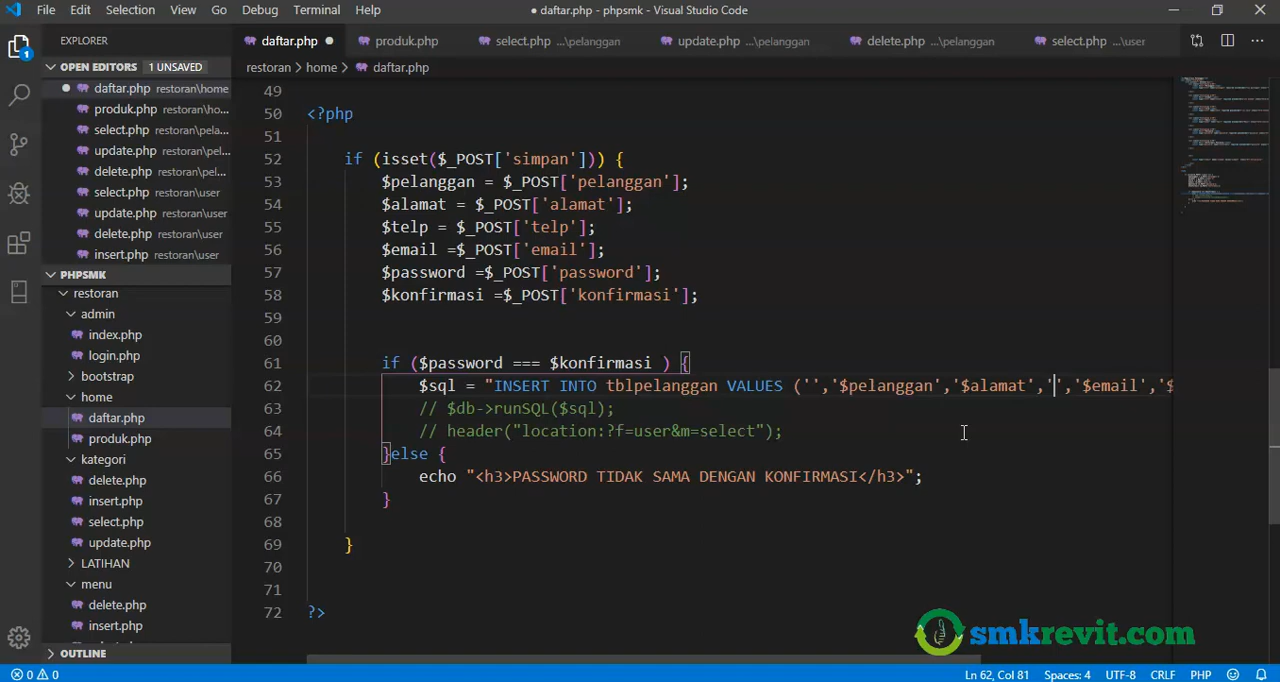 File Edit Selection View Go Debug Terminal Help
● daftar.php - phpsmk - Visual Studio Code
EXPLORER
daftar.php ●
produk.php
select.php ...\pelanggan
update.php ...\pelanggan
delete.php ...\pelanggan
select.php ...\user
1
OPEN EDITORS 1 UNSAVED
restoran > home > daftar.php
daftar.php restoran\home
produk.php restoran\ho...
select.php restoran\pela...
update.php restoran\pel...
delete.php restoran\pel...
select.php restoran\user
update.php restoran\user
delete.php restoran\user
insert.php restoran\user
PHPSMK
restoran
admin
index.php
login.php
bootstrap
home
daftar.php
produk.php
kategori
delete.php
insert.php
select.php
update.php
LATIHAN
menu
delete.php
insert.php
OUTLINE
49
50 <?php
51
52 if (isset($_POST['simpan'])) {
53 $pelanggan = $_POST['pelanggan'];
54 $alamat = $_POST['alamat'];
55 $telp = $_POST['telp'];
56 $email =$_POST['email'];
57 $password =$_POST['password'];
58 $konfirmasi =$_POST['konfirmasi'];
59
60
61 if ($password === $konfirmasi ) {
62 $sql = "INSERT INTO tblpelanggan VALUES ('','$pelanggan','$alamat','','$email','$
63 // $db->runSQL($sql);
64 // header("location:?f=user&m=select");
65 }else {
66 echo "<h3>PASSWORD TIDAK SAMA DENGAN KONFIRMASI</h3>";
67 }
68
69 }
70
71
72 ?>
smkrevit.com
0 0
Ln 62, Col 81 Spaces: 4 UTF-8 CRLF PHP